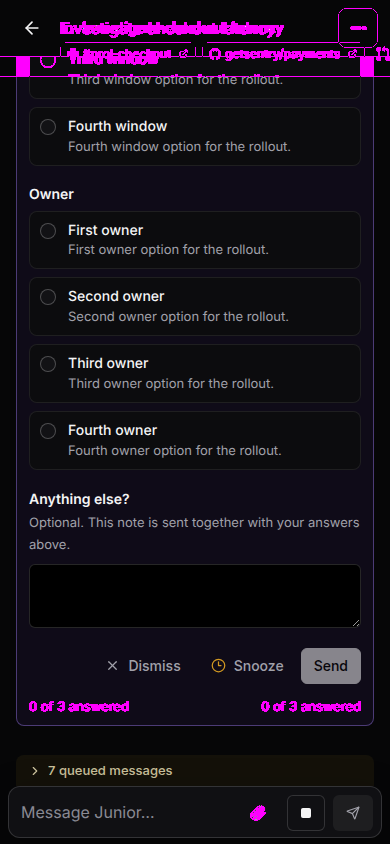 Third window option for the rollout.
Fourth window
Fourth window option for the rollout.
Owner
First owner
First owner option for the rollout.
Second owner
Second owner option for the rollout.
Third owner
Third owner option for the rollout.
Fourth owner
Fourth owner option for the rollout.
Anything else?
Optional. This note is sent together with your answers
above.
Dismiss Snooze Send
0 of 3 answered 0 of 3 answered
7 queued messages
Message Junior...